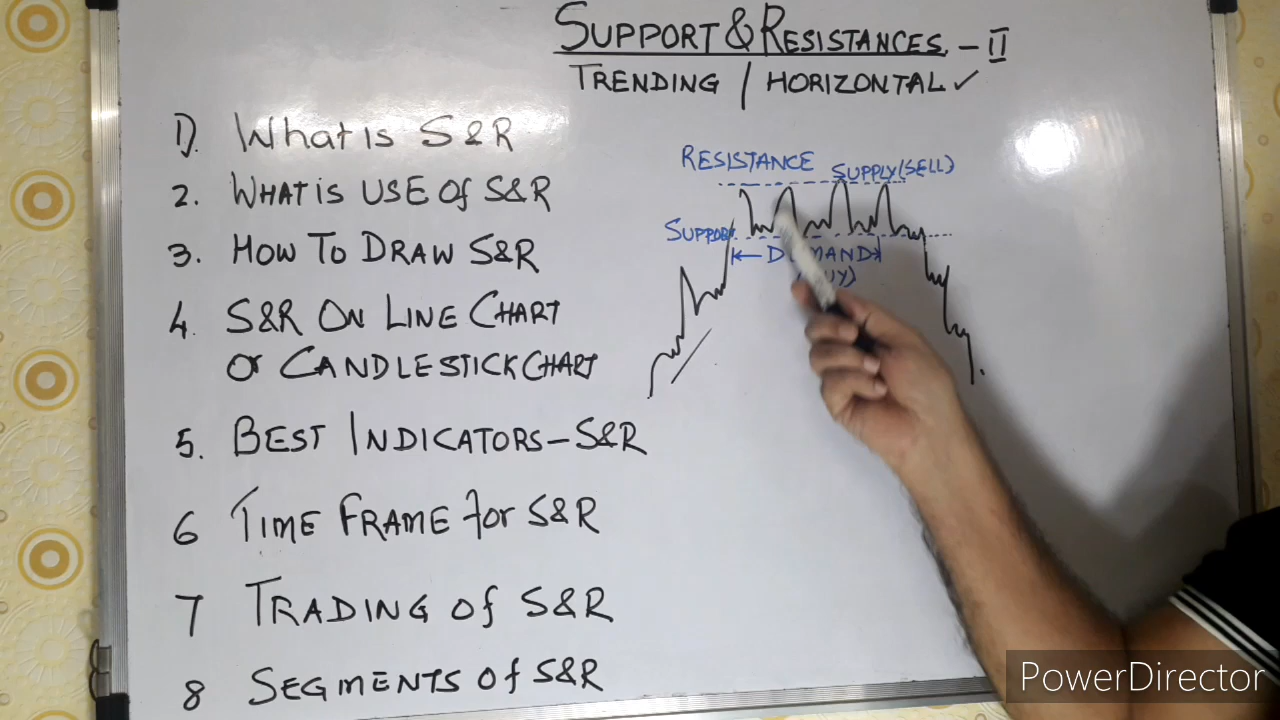 SUPPORT & RESISTANCES - II
TRENDING / HORIZONTAL ✓
1). What is S&R
2. WHAT is USE Of S&R
3. HOW TO DRAW S&R
4. S&R ON LINE CHART
or CANDLESTICK CHART
5. BEST INDICATORS - S&R
6 TIME FRAME for S&R
7 TRADING of S&R
8 SEGMENTS Of S&R
RESISTANCE
SUPPLY (SELL)
SUPPORT
PowerDirector